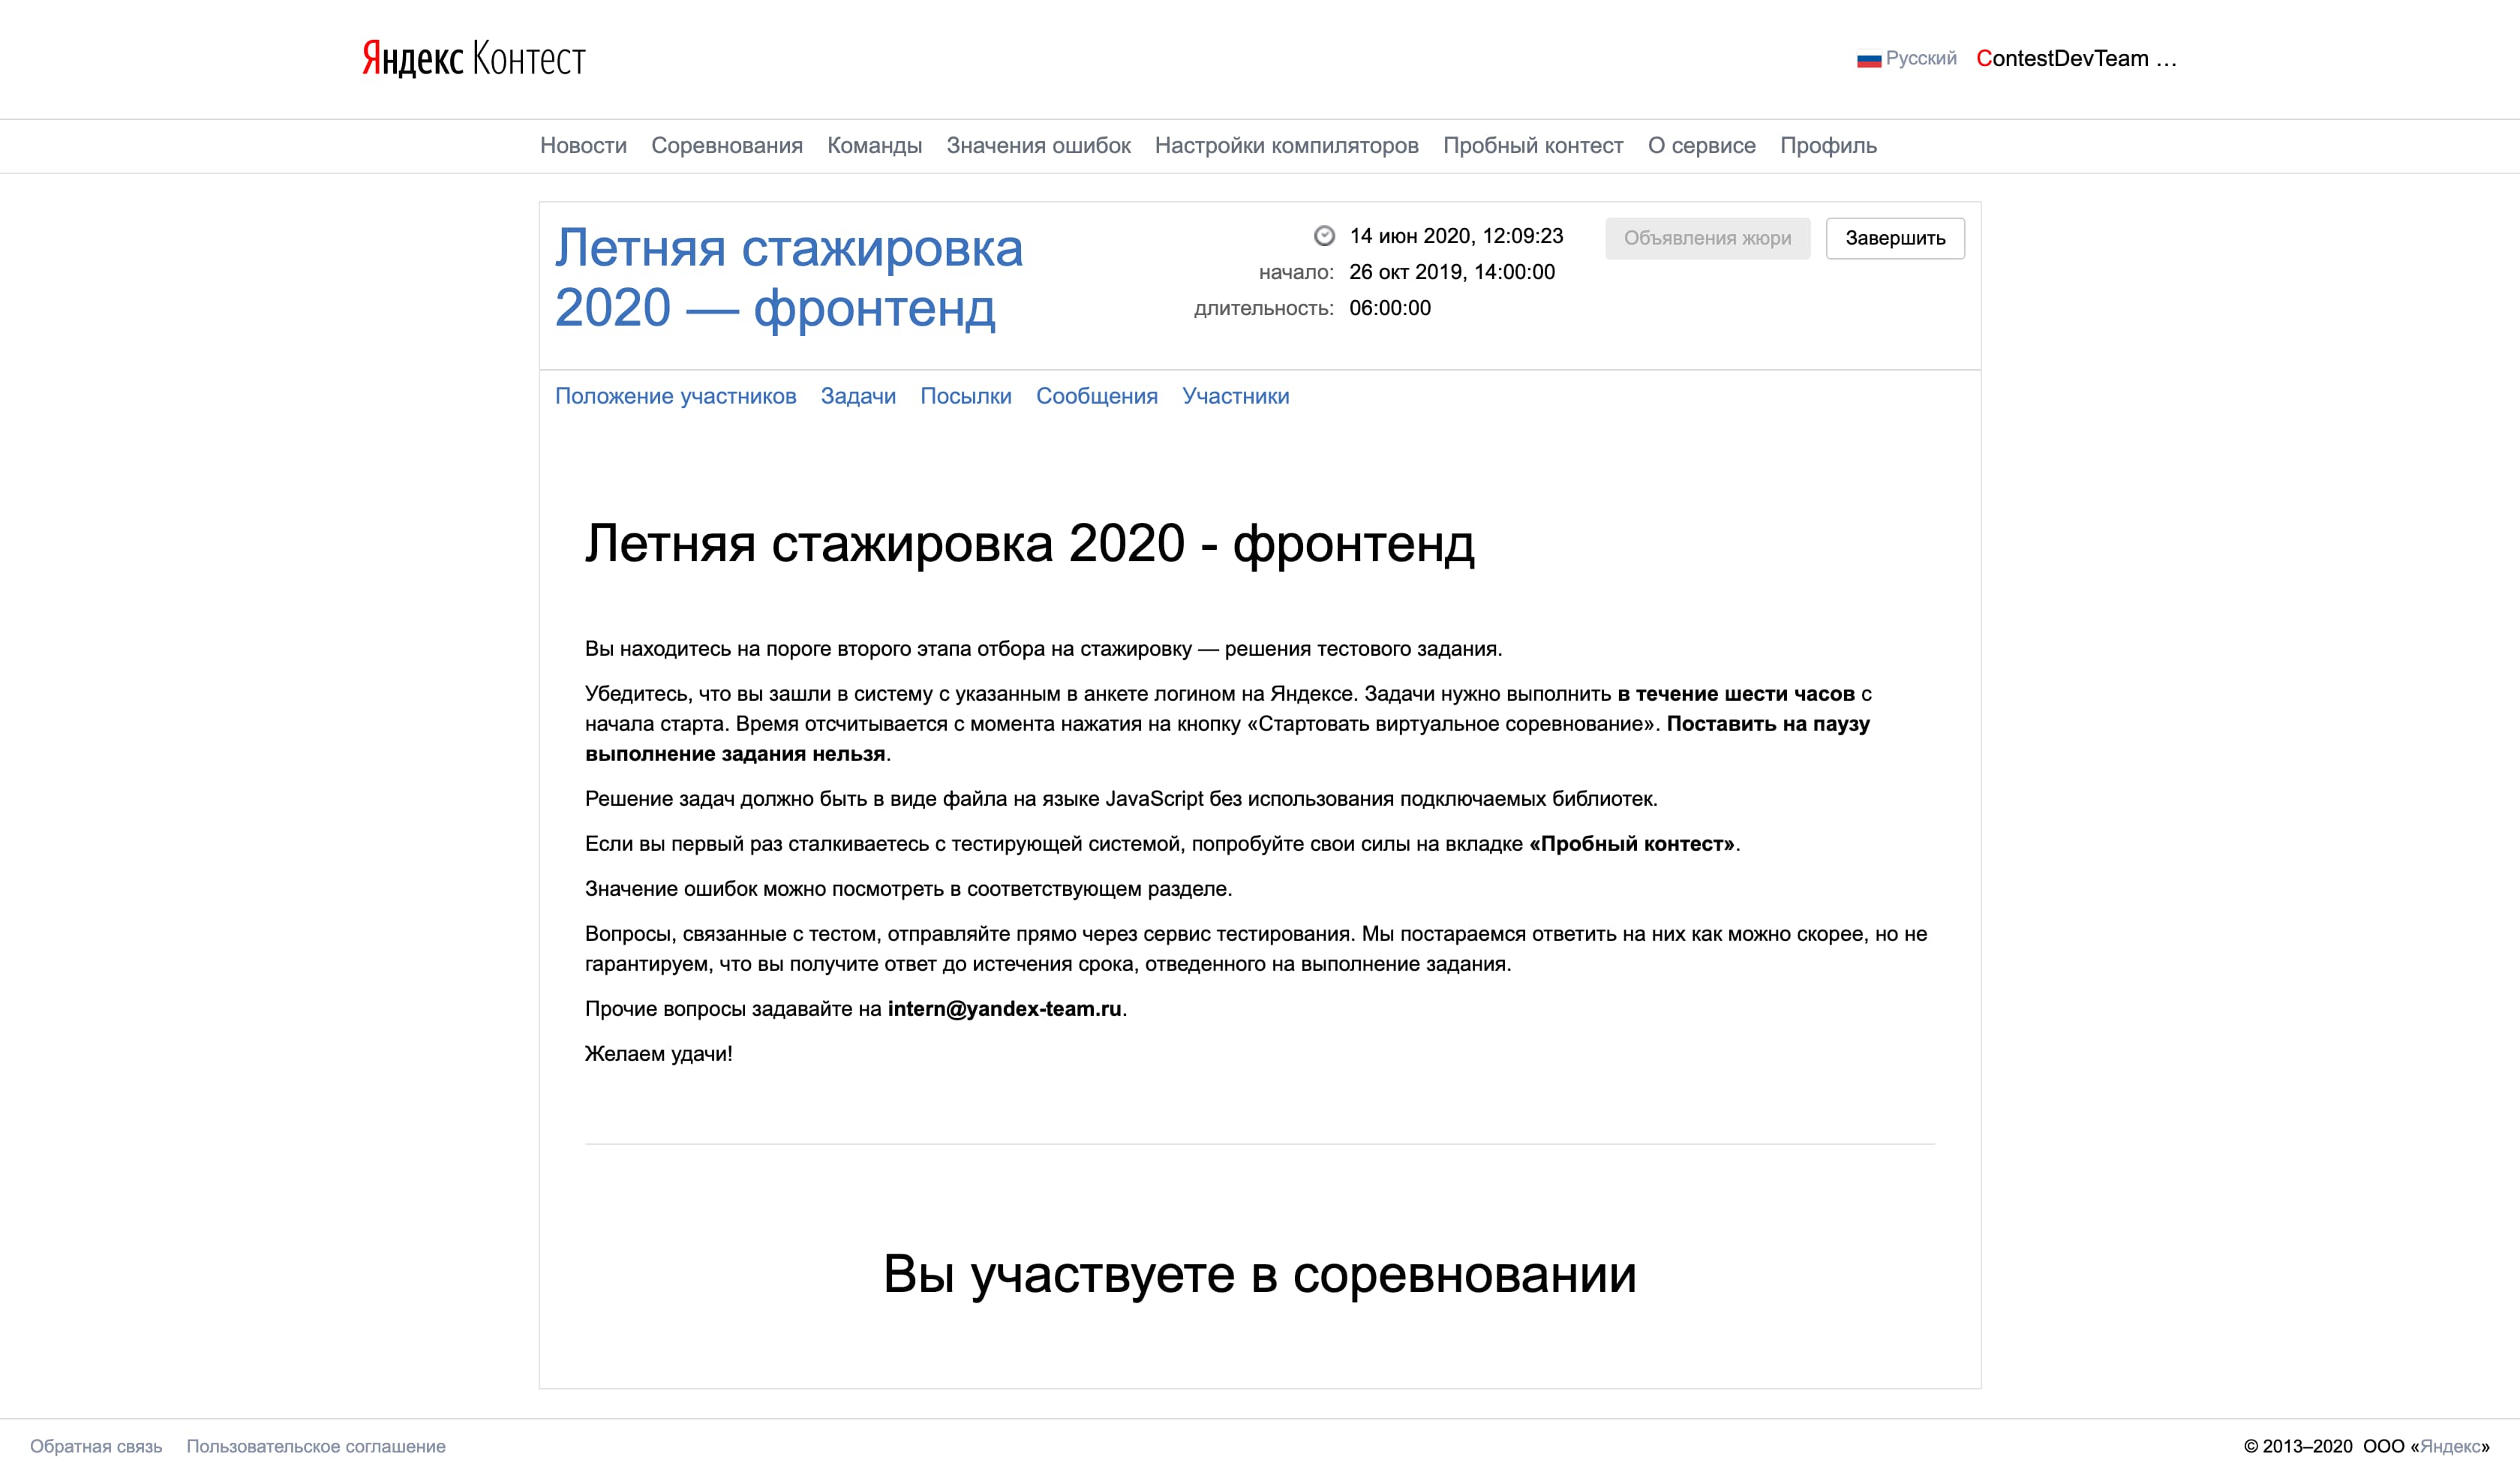 Яндекс Контест
Русский ContestDevTeam …
Новости Соревнования Команды Значения ошибок Настройки компиляторов Пробный контест О сервисе Профиль
Летняя стажировка
2020 — фронтенд
14 июн 2020, 12:09:23
начало: 26 окт 2019, 14:00:00
длительность: 06:00:00
Объявления жюри Завершить
Положение участников Задачи Посылки Сообщения Участники
Летняя стажировка 2020 - фронтенд
Вы находитесь на пороге второго этапа отбора на стажировку — решения тестового задания.
Убедитесь, что вы зашли в систему с указанным в анкете логином на Яндексе. Задачи нужно выполнить в течение шести часов с
начала старта. Время отсчитывается с момента нажатия на кнопку «Стартовать виртуальное соревнование». Поставить на паузу
выполнение задания нельзя.
Решение задач должно быть в виде файла на языке JavaScript без использования подключаемых библиотек.
Если вы первый раз сталкиваетесь с тестирующей системой, попробуйте свои силы на вкладке «Пробный контест».
Значение ошибок можно посмотреть в соответствующем разделе.
Вопросы, связанные с тестом, отправляйте прямо через сервис тестирования. Мы постараемся ответить на них как можно скорее, но не
гарантируем, что вы получите ответ до истечения срока, отведенного на выполнение задания.
Прочие вопросы задавайте на intern@yandex-team.ru.
Желаем удачи!
Вы участвуете в соревновании
Обратная связь Пользовательское соглашение
© 2013–2020 ООО «Яндекс»